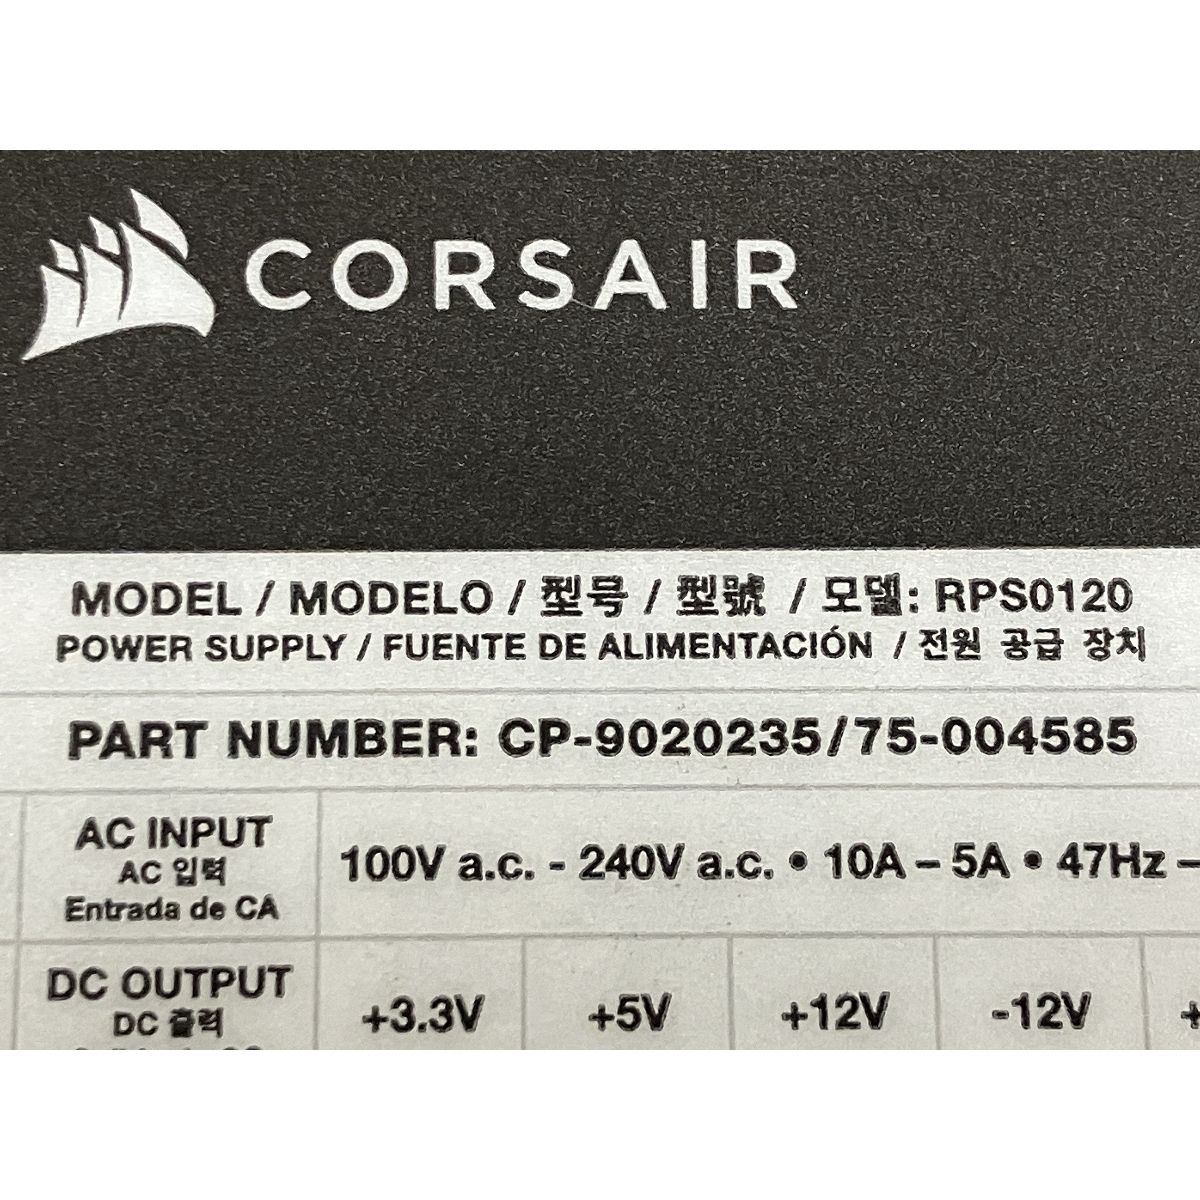 CORSAIR
MODEL / MODELO / 型号 / 型號 / 모델: RPS0120
POWER SUPPLY / FUENTE DE ALIMENTACIÓN / 전원 공급 장치
PART NUMBER: CP-9020235/75-004585
AC INPUT
AC 입력
Entrada de CA
100V a.c. - 240V a.c. • 10A – 5A • 47Hz –
DC OUTPUT
DC 출력
+3.3V +5V +12V -12V +